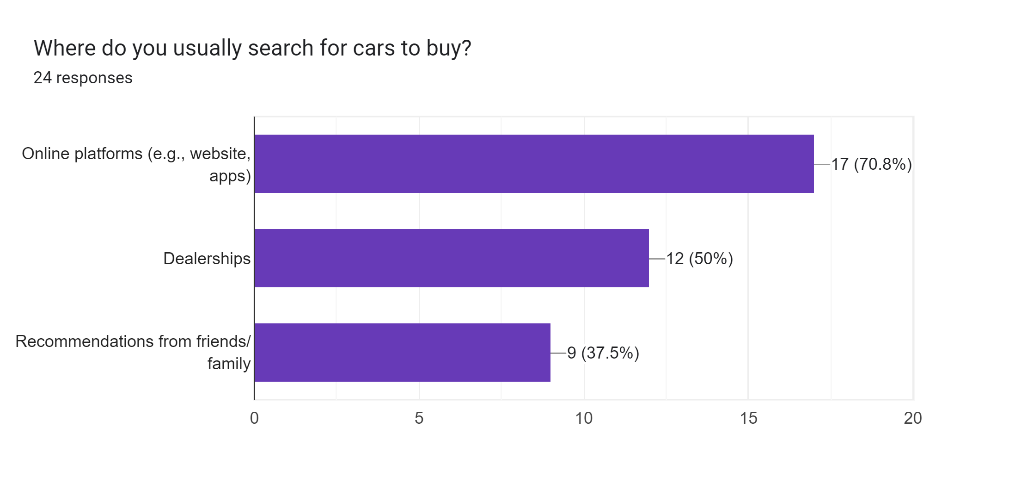 Where do you usually search for cars to buy?
24 responses
Online platforms (e.g., website,
apps)
17 (70.8%)
Dealerships
12 (50%)
Recommendations from friends/
family
9 (37.5%)
0
5
10
15
20